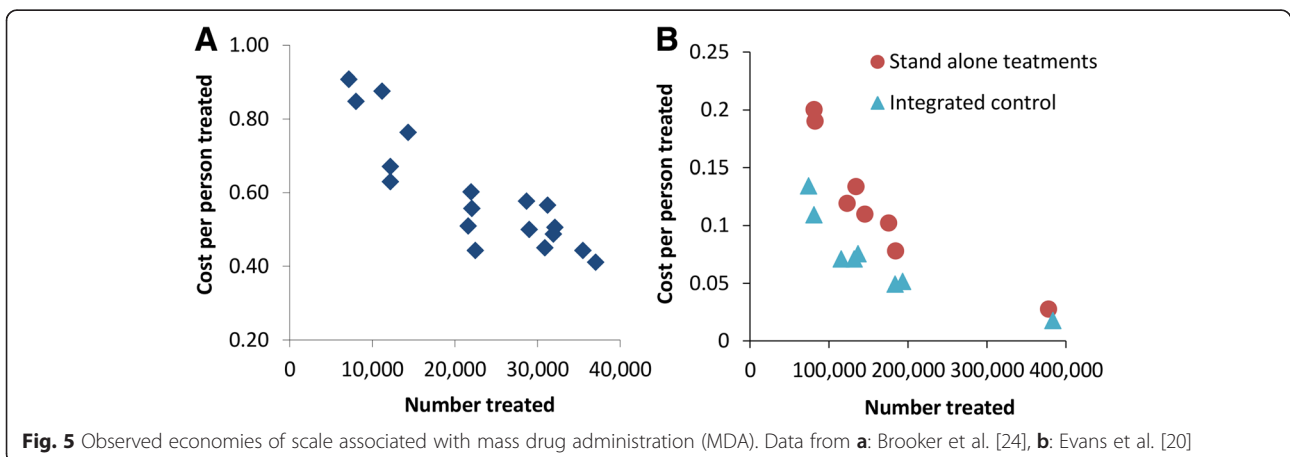 A
1.00
0.80
0.60
0.40
0.20
0 10,000 20,000 30,000 40,000
Cost per person treated
Number treated
B
0.25
0.2
0.15
0.1
0.05
0
0 100,000 200,000 300,000 400,000
Cost per person treated
Number treated
Stand alone teatments
Integrated control
Fig. 5 Observed economies of scale associated with mass drug administration (MDA). Data from a: Brooker et al. [24], b: Evans et al. [20]